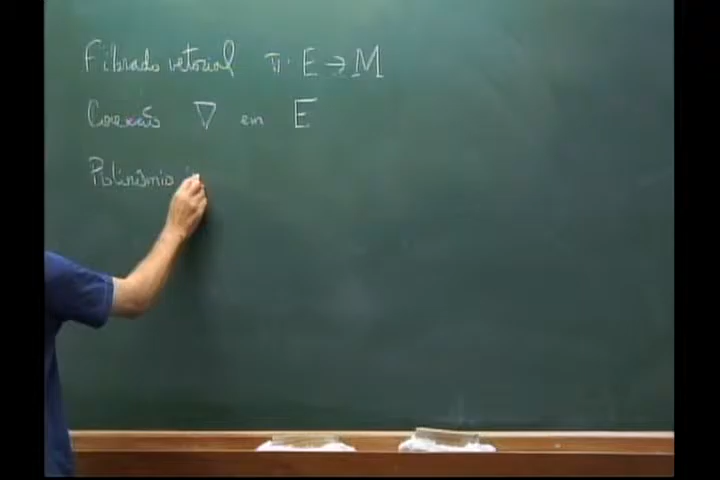 Fibrado vetorial π: E → M
Conexão ∇ em E
Polinômio